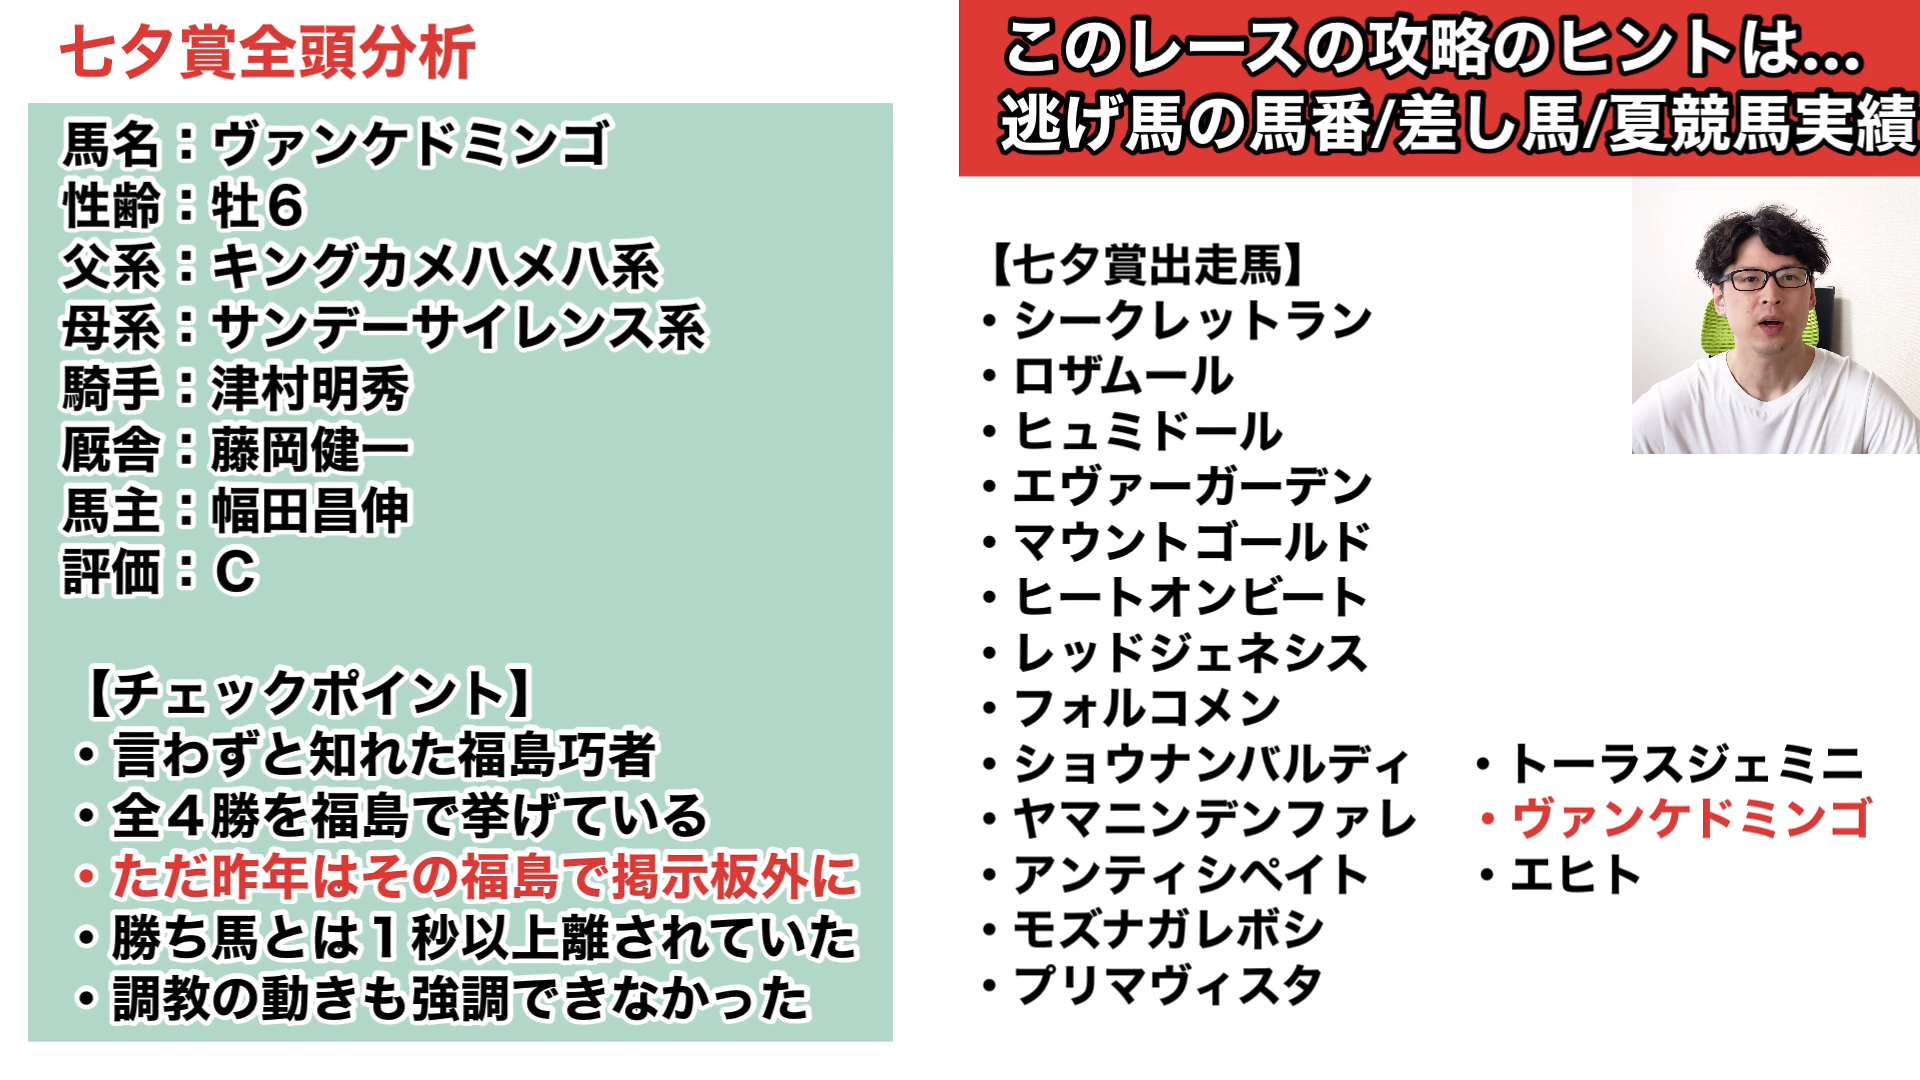 七夕賞全頭分析
馬名：ヴァンケドミンゴ
性齢：牡６
父系：キングカメハメハ系
母系：サンデーサイレンス系
騎手：津村明秀
厩舎：藤岡健一
馬主：幅田昌伸
評価：Ｃ
【チェックポイント】
・言わずと知れた福島巧者
・全４勝を福島で挙げている
・ただ昨年はその福島で掲示板外に
・勝ち馬とは１秒以上離されていた
・調教の動きも強調できなかった
このレースの攻略のヒントは...
逃げ馬の馬番/差し馬/夏競馬実績
【七夕賞出走馬】
・シークレットラン
・ロザムール
・ヒュミドール
・エヴァーガーデン
・マウントゴールド
・ヒートオンビート
・レッドジェネシス
・フォルコメン
・ショウナンバルディ
・ヤマニンデンファレ
・アンティシペイト
・モズナガレボシ
・プリマヴィスタ
・トーラスジェミニ
・ヴァンケドミンゴ
・エヒト